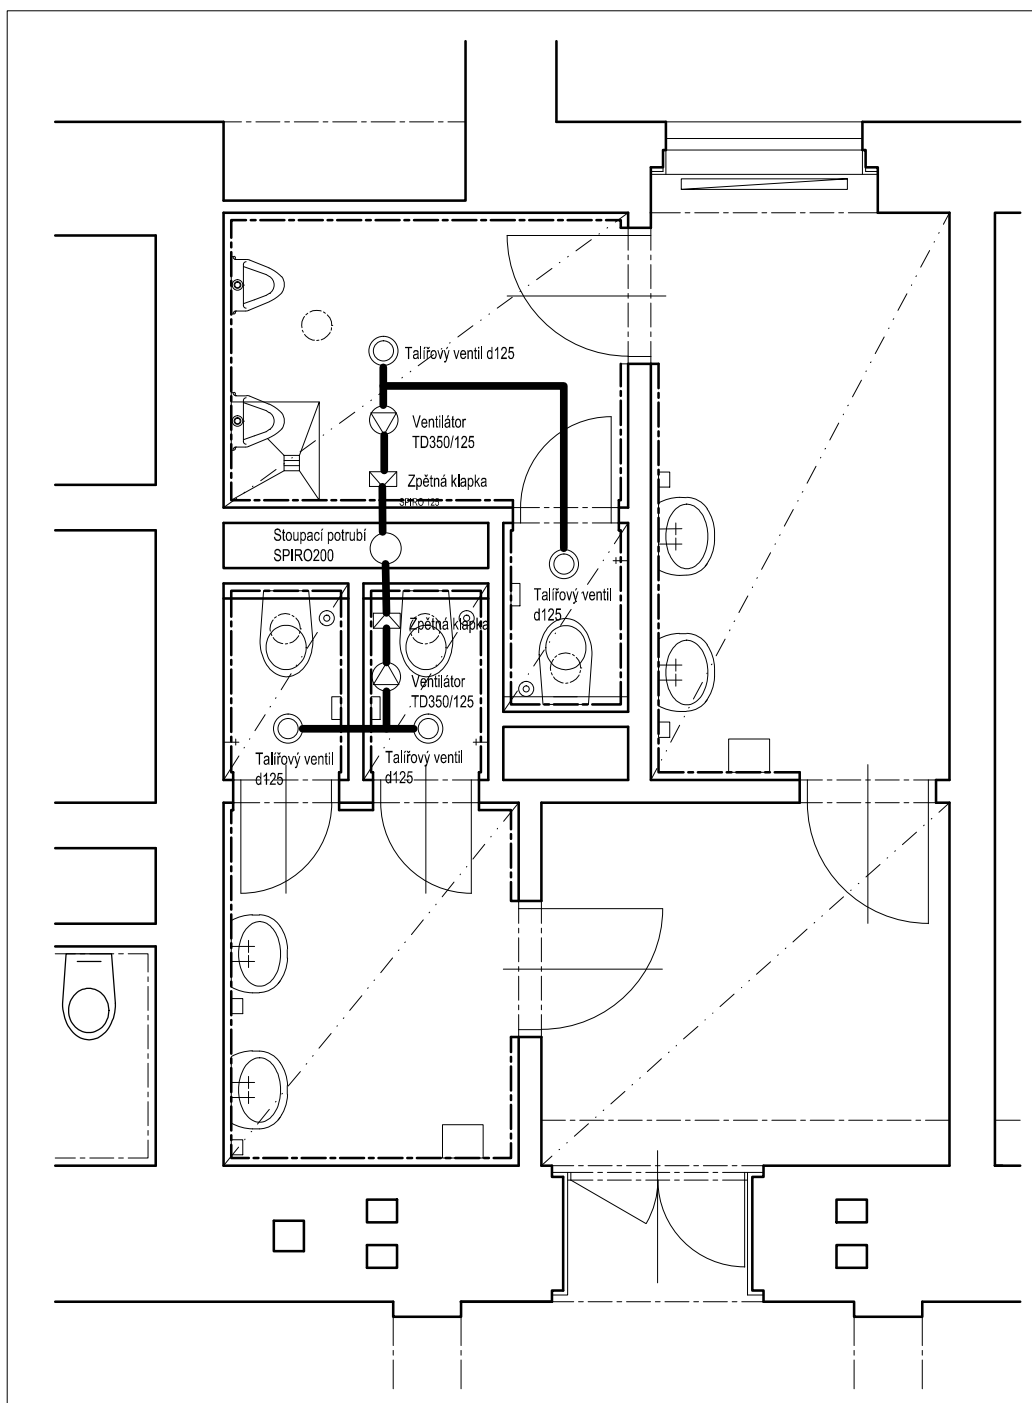 Talířový ventil d125
Ventilátor
TD350/125
Zpětná klapka
SPIRO 125
Stoupací potrubí
SPIRO200
Talířový ventil
d125
Zpětná klapka
Ventilátor
TD350/125
Talířový ventil
d125
Talířový ventil
d125